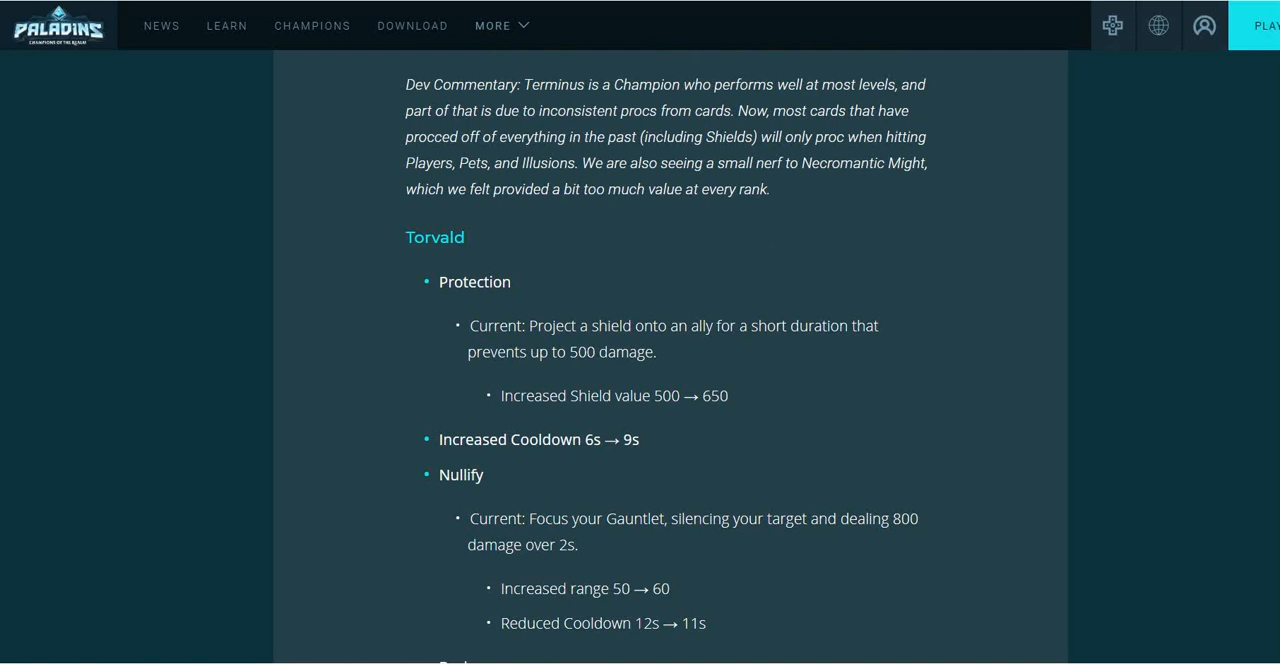 PALADINS
CHAMPIONS OF THE REALM
NEWS LEARN CHAMPIONS DOWNLOAD MORE
PLAY
Dev Commentary: Terminus is a Champion who performs well at most levels, and
part of that is due to inconsistent procs from cards. Now, most cards that have
procced off of everything in the past (including Shields) will only proc when hitting
Players, Pets, and Illusions. We are also seeing a small nerf to Necromantic Might,
which we felt provided a bit too much value at every rank.
Torvald
• Protection
• Current: Project a shield onto an ally for a short duration that
prevents up to 500 damage.
• Increased Shield value 500 → 650
• Increased Cooldown 6s → 9s
• Nullify
• Current: Focus your Gauntlet, silencing your target and dealing 800
damage over 2s.
• Increased range 50 → 60
• Reduced Cooldown 12s → 11s